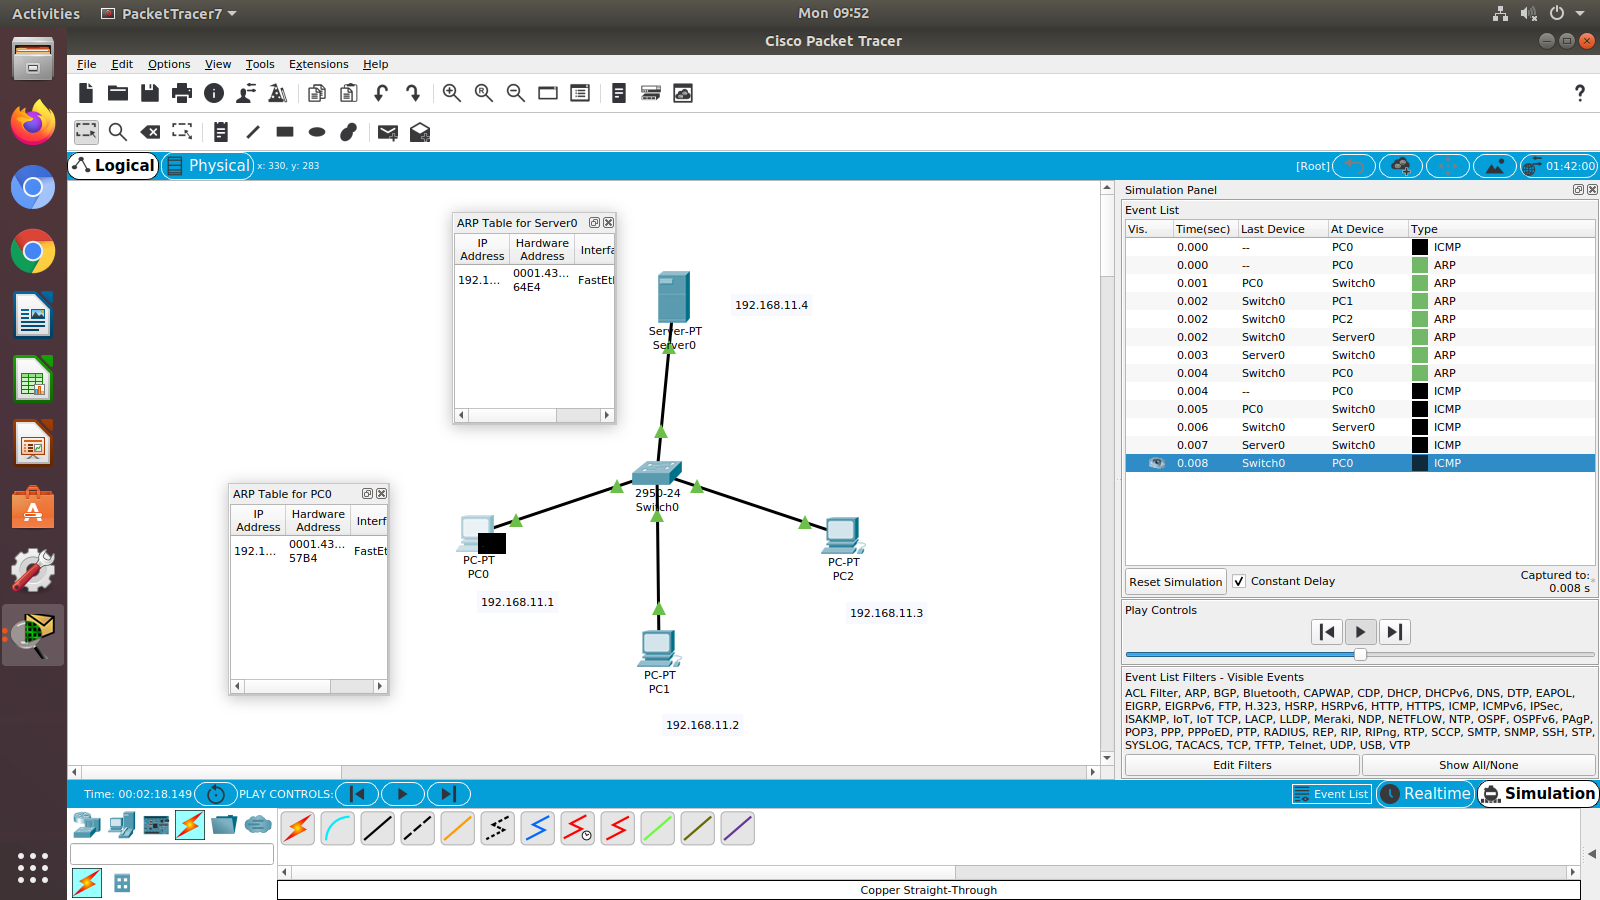 Activities PacketTracer7 Mon 09:52
Cisco Packet Tracer
File Edit Options View Tools Extensions Help
Logical Physical x: 330, y: 283 [Root] 01:42:00
ARP Table for Server0
IP Address Hardware Address Interfa
192.1... 0001.43... 64E4 FastEtl
Server-PT
Server0
192.168.11.4
2950-24
Switch0
ARP Table for PC0
IP Address Hardware Address Interf
192.1... 0001.43... 57B4 FastEt
PC-PT
PC0
192.168.11.1
PC-PT
PC2
192.168.11.3
PC-PT
PC1
192.168.11.2
Simulation Panel
Event List
Vis. Time(sec) Last Device At Device Type
0.000 -- PC0 ICMP
0.000 -- PC0 ARP
0.001 PC0 Switch0 ARP
0.002 Switch0 PC1 ARP
0.002 Switch0 PC2 ARP
0.002 Switch0 Server0 ARP
0.003 Server0 Switch0 ARP
0.004 Switch0 PC0 ARP
0.004 -- PC0 ICMP
0.005 PC0 Switch0 ICMP
0.006 Switch0 Server0 ICMP
0.007 Server0 Switch0 ICMP
0.008 Switch0 PC0 ICMP
Reset Simulation Constant Delay Captured to:
0.008 s
Play Controls
Event List Filters - Visible Events
ACL Filter, ARP, BGP, Bluetooth, CAPWAP, CDP, DHCP, DHCPv6, DNS, DTP, EAPOL,
EIGRP, EIGRPv6, FTP, H.323, HSRP, HSRPv6, HTTP, HTTPS, ICMP, ICMPv6, IPSec,
ISAKMP, IoT, IoT TCP, LACP, LLDP, Meraki, NDP, NETFLOW, NTP, OSPF, OSPFv6, PAgP,
POP3, PPP, PPPoED, PTP, RADIUS, REP, RIP, RIPng, RTP, SCCP, SMTP, SNMP, SSH, STP,
SYSLOG, TACACS, TCP, TFTP, Telnet, UDP, USB, VTP
Edit Filters Show All/None
Time: 00:02:18.149 PLAY CONTROLS: Event List Realtime Simulation
Copper Straight-Through